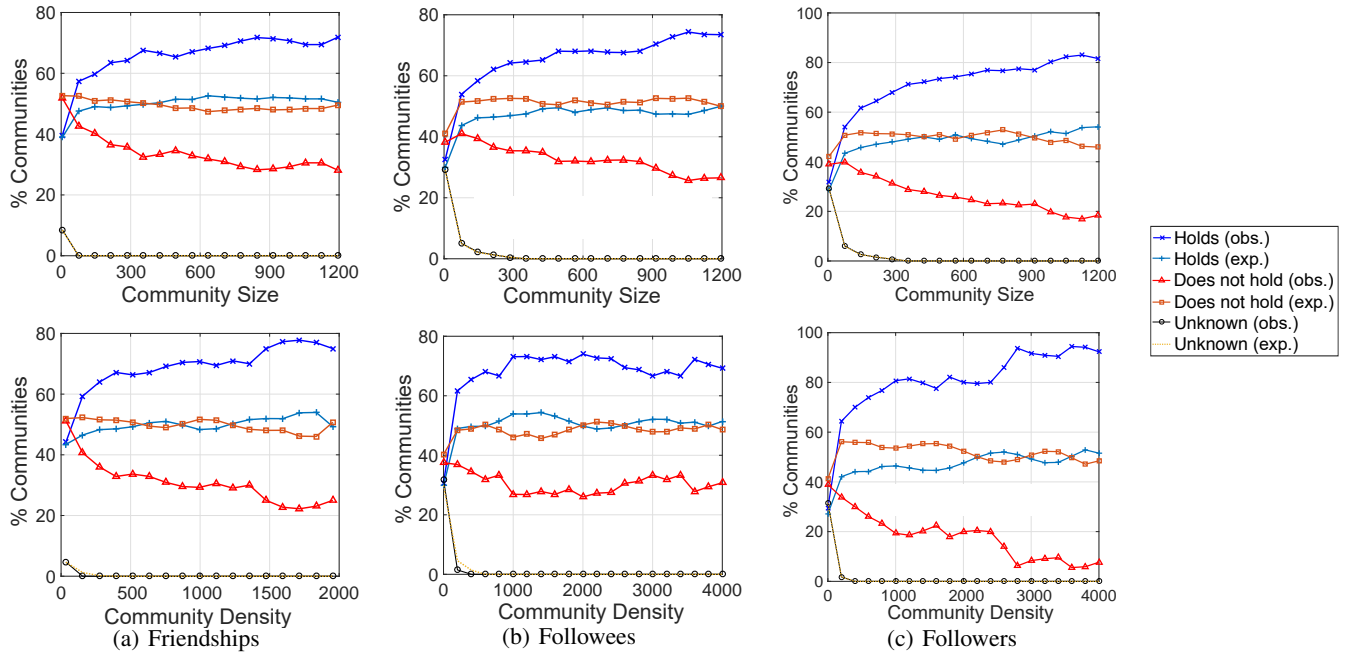 80
60
40
20
0
% Communities
0 300 600 900 1200
Community Size
80
60
40
20
0
% Communities
0 300 600 900 1200
Community Size
100
80
60
40
20
0
% Communities
0 300 600 900 1200
Community Size
Holds (obs.)
Holds (exp.)
Does not hold (obs.)
Does not hold (exp.)
Unknown (obs.)
Unknown (exp.)
80
60
40
20
0
% Communities
0 500 1000 1500 2000
Community Density
(a) Friendships
80
60
40
20
0
% Communities
0 1000 2000 3000 4000
Community Density
(b) Followees
100
80
60
40
20
0
% Communities
0 1000 2000 3000 4000
Community Density
(c) Followers